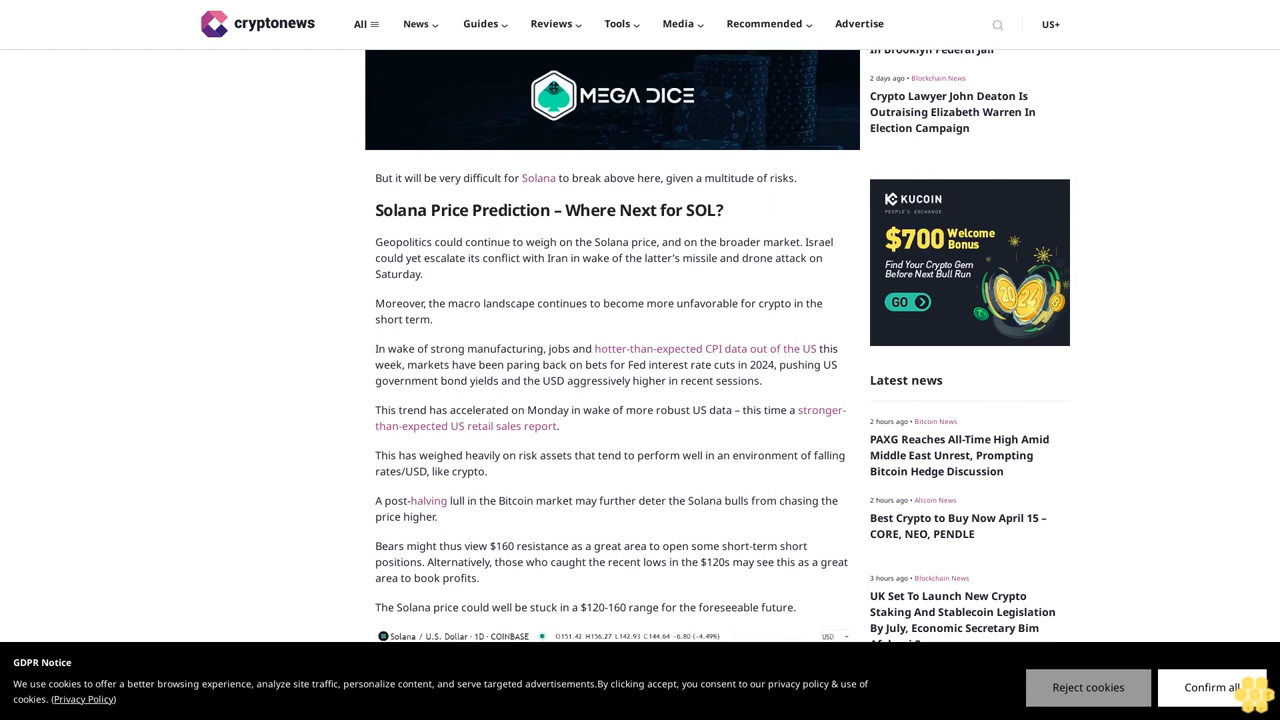 cryptonews
All
News
Guides
Reviews
Tools
Media
Recommended
Advertise
US+
MEGA DICE
But it will be very difficult for Solana to break above here, given a multitude of risks.
Solana Price Prediction – Where Next for SOL?
Geopolitics could continue to weigh on the Solana price, and on the broader market. Israel
could yet escalate its conflict with Iran in wake of the latter’s missile and drone attack on
Saturday.
Moreover, the macro landscape continues to become more unfavorable for crypto in the
short term.
In wake of strong manufacturing, jobs and hotter-than-expected CPI data out of the US this
week, markets have been paring back on bets for Fed interest rate cuts in 2024, pushing US
government bond yields and the USD aggressively higher in recent sessions.
This trend has accelerated on Monday in wake of more robust US data – this time a stronger-
than-expected US retail sales report.
This has weighed heavily on risk assets that tend to perform well in an environment of falling
rates/USD, like crypto.
A post-halving lull in the Bitcoin market may further deter the Solana bulls from chasing the
price higher.
Bears might thus view $160 resistance as a great area to open some short-term short
positions. Alternatively, those who caught the recent lows in the $120s may see this as a great
area to book profits.
The Solana price could well be stuck in a $120-160 range for the foreseeable future.
Solana / U.S. Dollar · 1D · COINBASE O151.42 H156.27 L142.93 C144.64 -6.80 (-4.49%) USD
In Brooklyn Federal Jail
2 days ago • Blockchain News
Crypto Lawyer John Deaton Is
Outraising Elizabeth Warren In
Election Campaign
KUCOIN
PEOPLE'S EXCHANGE
$700 Welcome
Bonus
Find Your Crypto Gem
Before Next Bull Run
GO
2024
Latest news
2 hours ago • Bitcoin News
PAXG Reaches All-Time High Amid
Middle East Unrest, Prompting
Bitcoin Hedge Discussion
2 hours ago • Altcoin News
Best Crypto to Buy Now April 15 –
CORE, NEO, PENDLE
3 hours ago • Blockchain News
UK Set To Launch New Crypto
Staking And Stablecoin Legislation
By July, Economic Secretary Bim
GDPR Notice
We use cookies to offer a better browsing experience, analyze site traffic, personalize content, and serve targeted advertisements.By clicking accept, you consent to our privacy policy & use of
cookies. (Privacy Policy)
Reject cookies
Confirm all